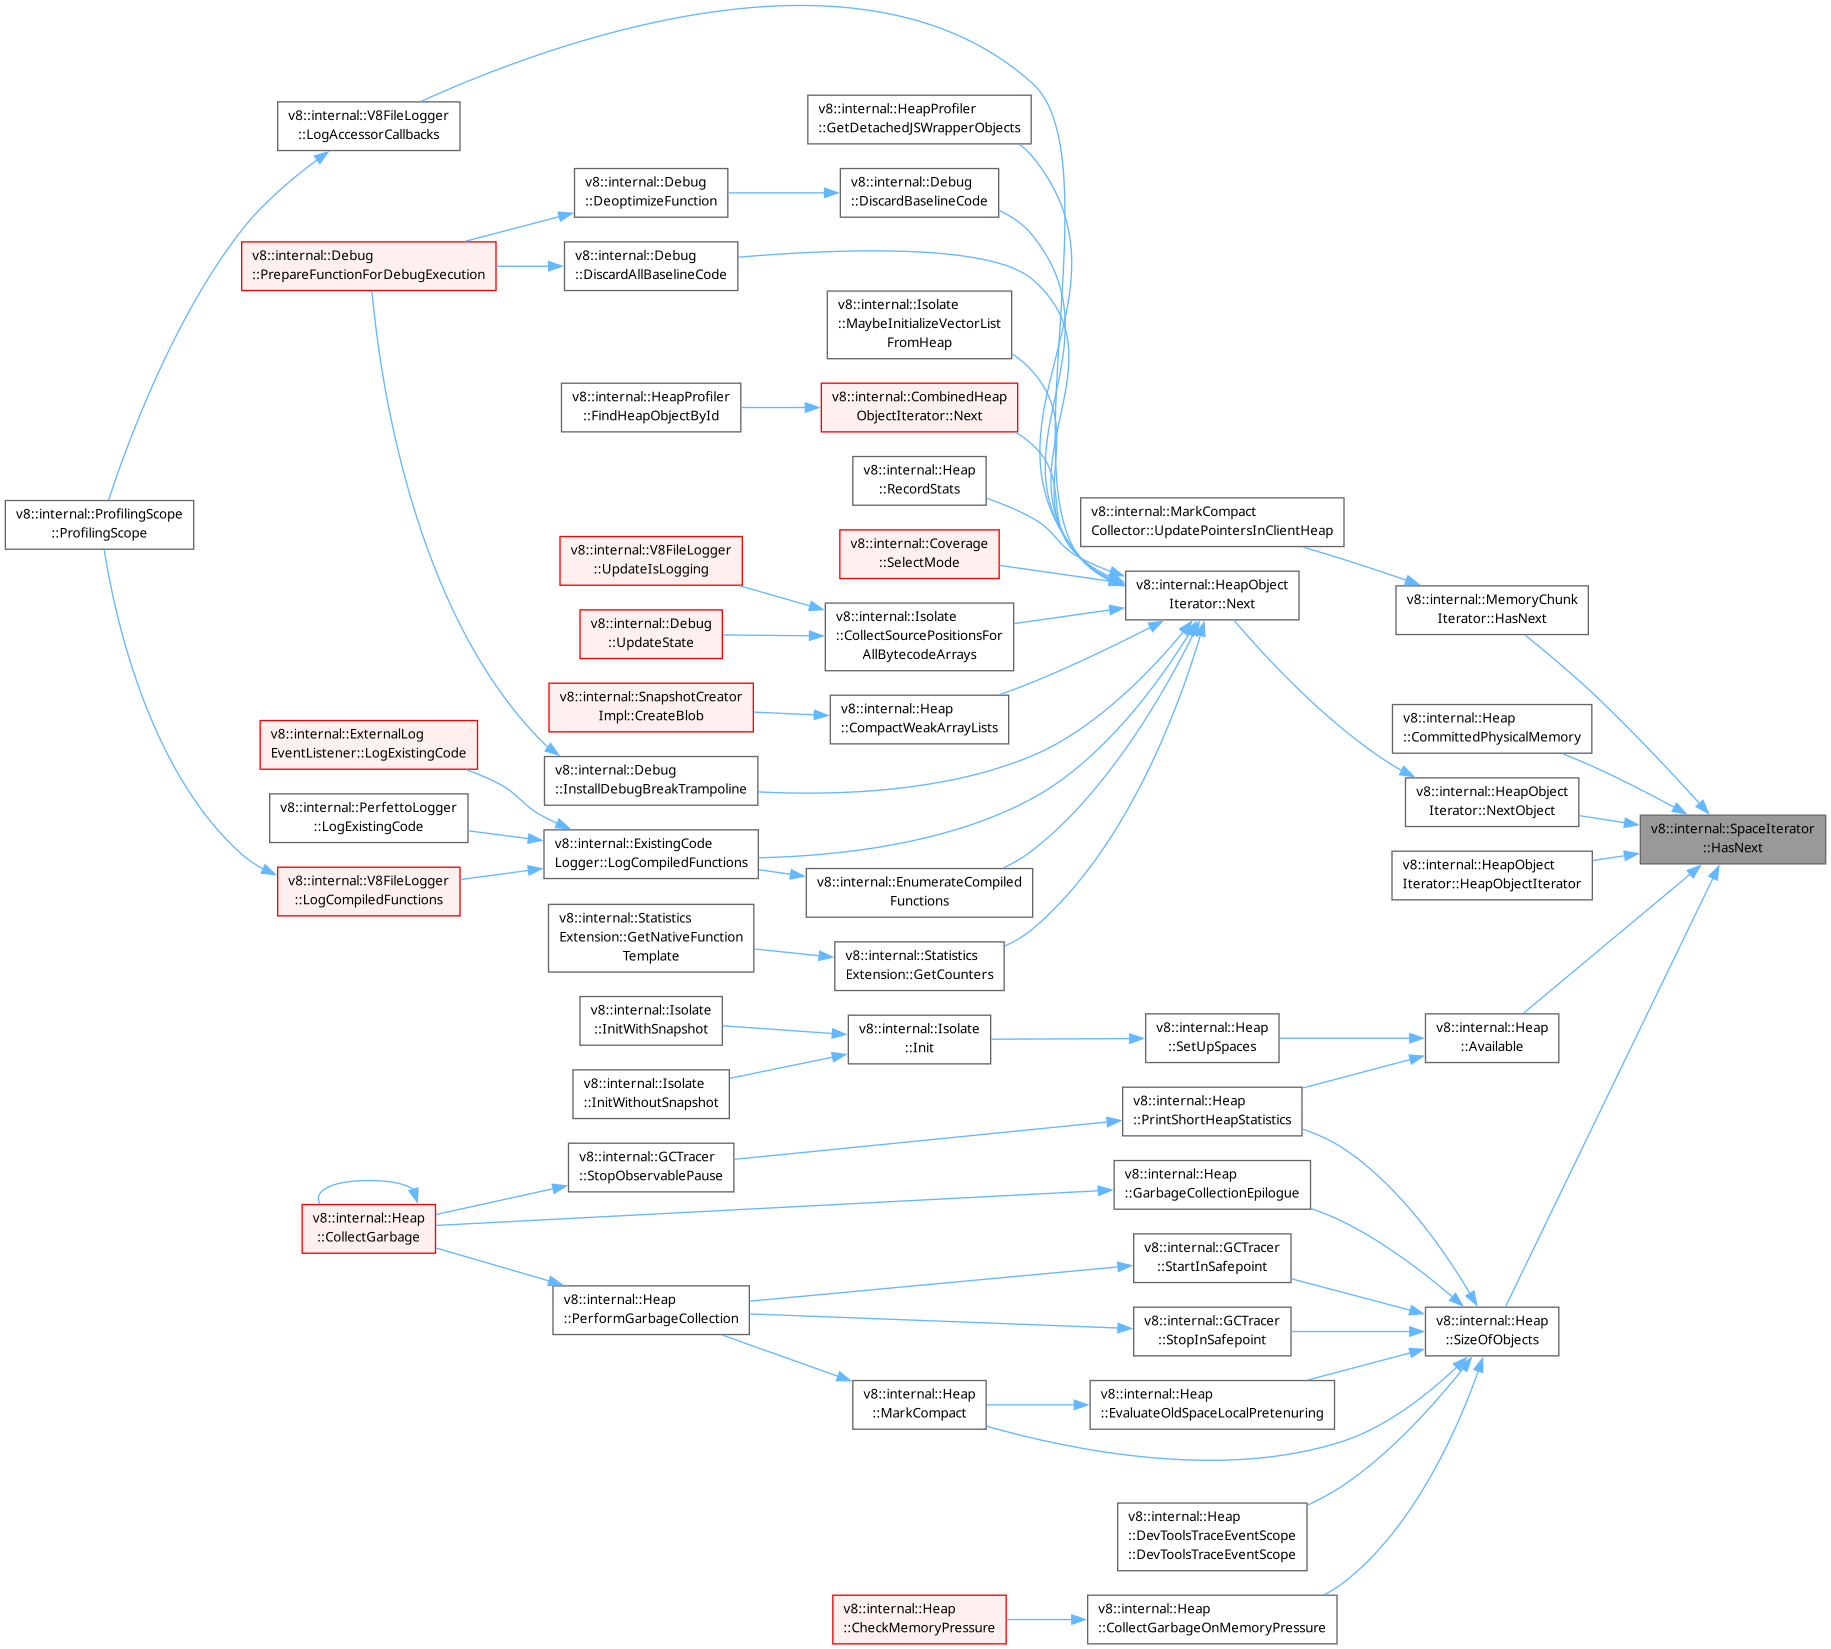 v8::internal::V8FileLogger
::LogAccessorCallbacks
v8::internal::HeapProfiler
::GetDetachedJSWrapperObjects
v8::internal::Debug
::DeoptimizeFunction
v8::internal::Debug
::DiscardBaselineCode
v8::internal::Debug
::PrepareFunctionForDebugExecution
v8::internal::Debug
::DiscardAllBaselineCode
v8::internal::Isolate
::MaybeInitializeVectorList
FromHeap
v8::internal::HeapProfiler
::FindHeapObjectById
v8::internal::CombinedHeap
ObjectIterator::Next
v8::internal::Heap
::RecordStats
v8::internal::ProfilingScope
::ProfilingScope
v8::internal::MarkCompact
Collector::UpdatePointersInClientHeap
v8::internal::V8FileLogger
::UpdateIsLogging
v8::internal::Coverage
::SelectMode
v8::internal::HeapObject
Iterator::Next
v8::internal::MemoryChunk
Iterator::HasNext
v8::internal::Debug
::UpdateState
v8::internal::Isolate
::CollectSourcePositionsFor
AllBytecodeArrays
v8::internal::SnapshotCreator
Impl::CreateBlob
v8::internal::Heap
::CompactWeakArrayLists
v8::internal::Heap
::CommittedPhysicalMemory
v8::internal::ExternalLog
EventListener::LogExistingCode
v8::internal::Debug
::InstallDebugBreakTrampoline
v8::internal::HeapObject
Iterator::NextObject
v8::internal::PerfettoLogger
::LogExistingCode
v8::internal::SpaceIterator
::HasNext
v8::internal::ExistingCode
Logger::LogCompiledFunctions
v8::internal::HeapObject
Iterator::HeapObjectIterator
v8::internal::V8FileLogger
::LogCompiledFunctions
v8::internal::EnumerateCompiled
Functions
v8::internal::Statistics
Extension::GetNativeFunction
Template
v8::internal::Statistics
Extension::GetCounters
v8::internal::Isolate
::InitWithSnapshot
v8::internal::Isolate
::Init
v8::internal::Heap
::SetUpSpaces
v8::internal::Heap
::Available
v8::internal::Isolate
::InitWithoutSnapshot
v8::internal::Heap
::PrintShortHeapStatistics
v8::internal::GCTracer
::StopObservablePause
v8::internal::Heap
::GarbageCollectionEpilogue
v8::internal::Heap
::CollectGarbage
v8::internal::GCTracer
::StartInSafepoint
v8::internal::Heap
::PerformGarbageCollection
v8::internal::GCTracer
::StopInSafepoint
v8::internal::Heap
::SizeOfObjects
v8::internal::Heap
::MarkCompact
v8::internal::Heap
::EvaluateOldSpaceLocalPretenuring
v8::internal::Heap
::DevToolsTraceEventScope
::DevToolsTraceEventScope
v8::internal::Heap
::CheckMemoryPressure
v8::internal::Heap
::CollectGarbageOnMemoryPressure